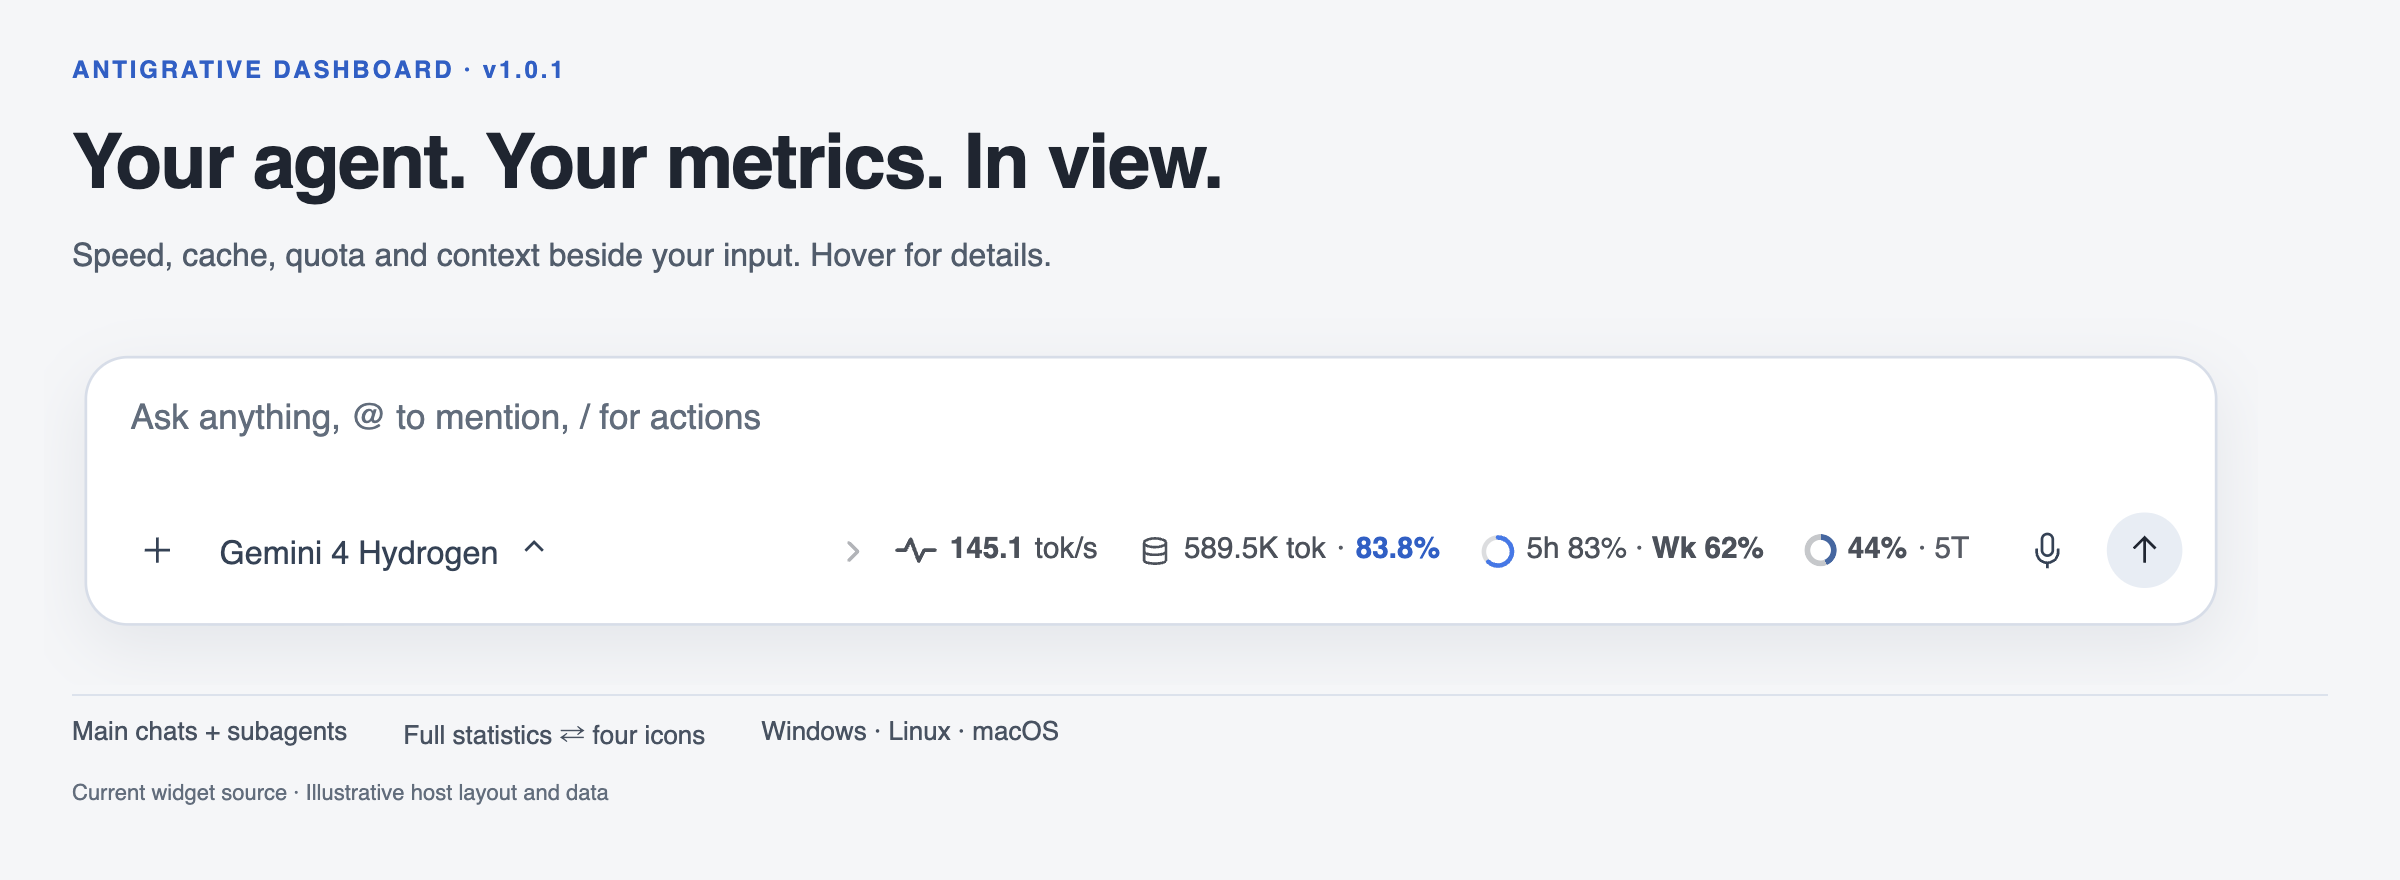 ANTIGRATIVE DASHBOARD · v1.0.1
Your agent. Your metrics. In view.
Speed, cache, quota and context beside your input. Hover for details.
Ask anything, @ to mention, / for actions
Gemini 4 Hydrogen 145.1 tok/s 589.5K tok · 83.8% 5h 83% · Wk 62% 44% · 5T
Main chats + subagents Full statistics ⇄ four icons Windows · Linux · macOS
Current widget source · Illustrative host layout and data